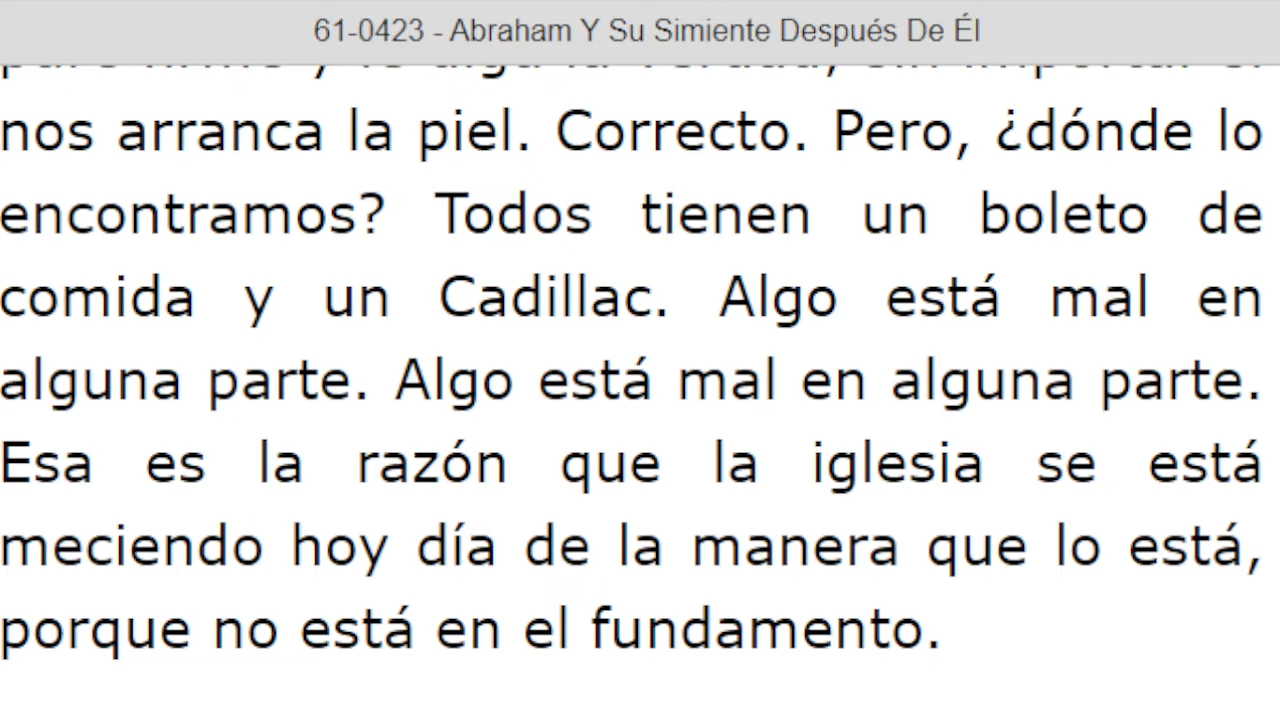 61-0423 - Abraham Y Su Simiente Después De Él
nos arranca la piel. Correcto. Pero, ¿dónde lo
encontramos? Todos tienen un boleto de
comida y un Cadillac. Algo está mal en
alguna parte. Algo está mal en alguna parte.
Esa es la razón que la iglesia se está
meciendo hoy día de la manera que lo está,
porque no está en el fundamento.